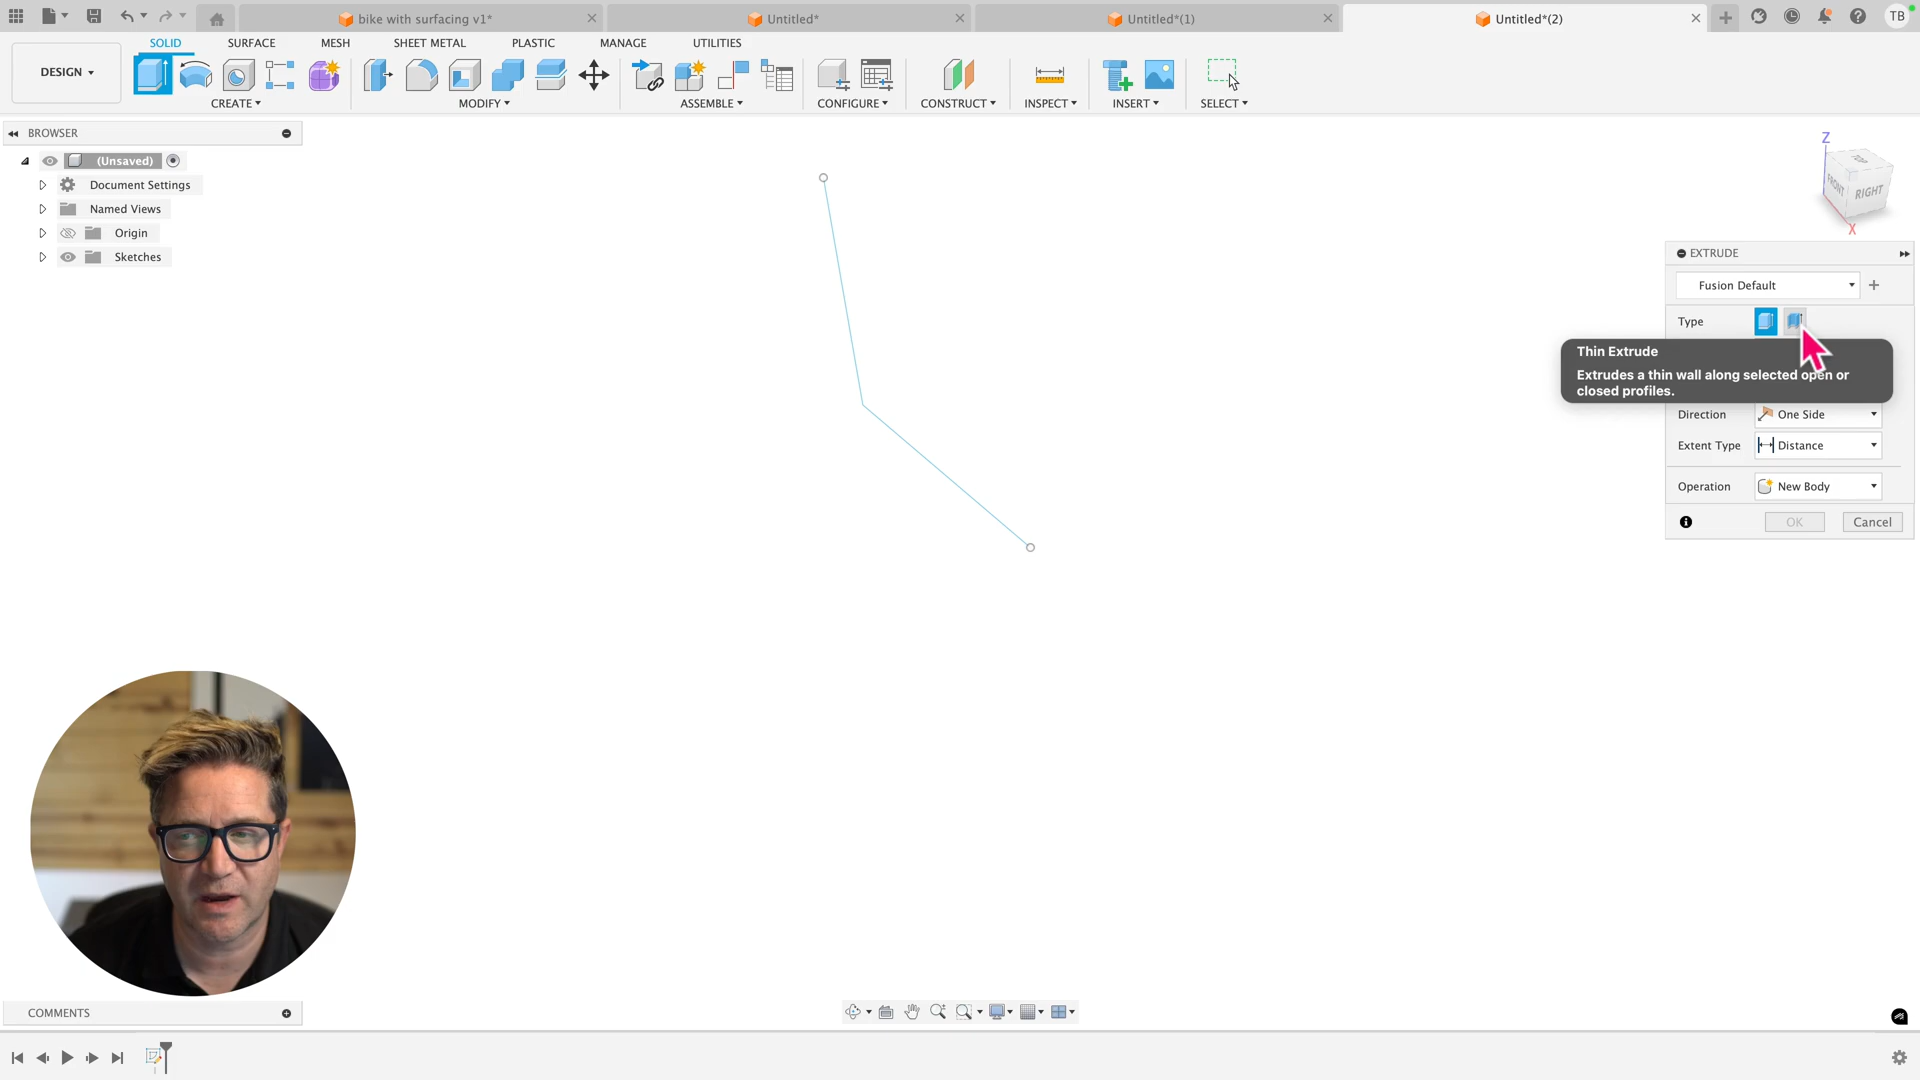 bike with surfacing v1*
Untitled*
Untitled*(1)
Untitled*(2)
TB
DESIGN
SOLID
SURFACE
MESH
SHEET METAL
PLASTIC
MANAGE
UTILITIES
CREATE
MODIFY
ASSEMBLE
CONFIGURE
CONSTRUCT
INSPECT
INSERT
SELECT
BROWSER
(Unsaved)
Document Settings
Named Views
Origin
Sketches
Z
TOP
FRONT
RIGHT
X
EXTRUDE
Fusion Default
Type
Thin Extrude
Extrudes a thin wall along selected open or
closed profiles.
Direction
One Side
Extent Type
Distance
Operation
New Body
OK
Cancel
COMMENTS